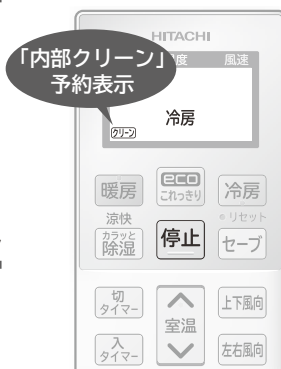 HITACHI
「内部クリーン」
予約表示
度 風速
冷房
クリーン
暖房
eco
これっきり
冷房
涼快
リセット
カラッと
除湿
停止
セーブ
切
タイマー
室温
上下風向
入
タイマー
左右風向